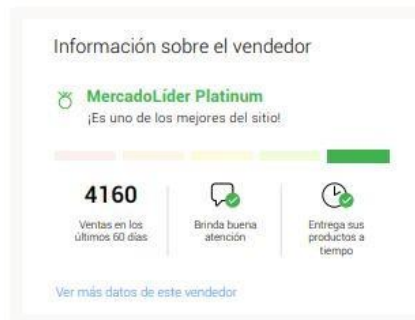 Información sobre el vendedor
MercadoLíder Platinum
¡Es uno de los mejores del sitio!
4160
Ventas en los
últimos 60 días
Brinda buena
atención
Entrega sus
productos a
tiempo
Ver más datos de este vendedor